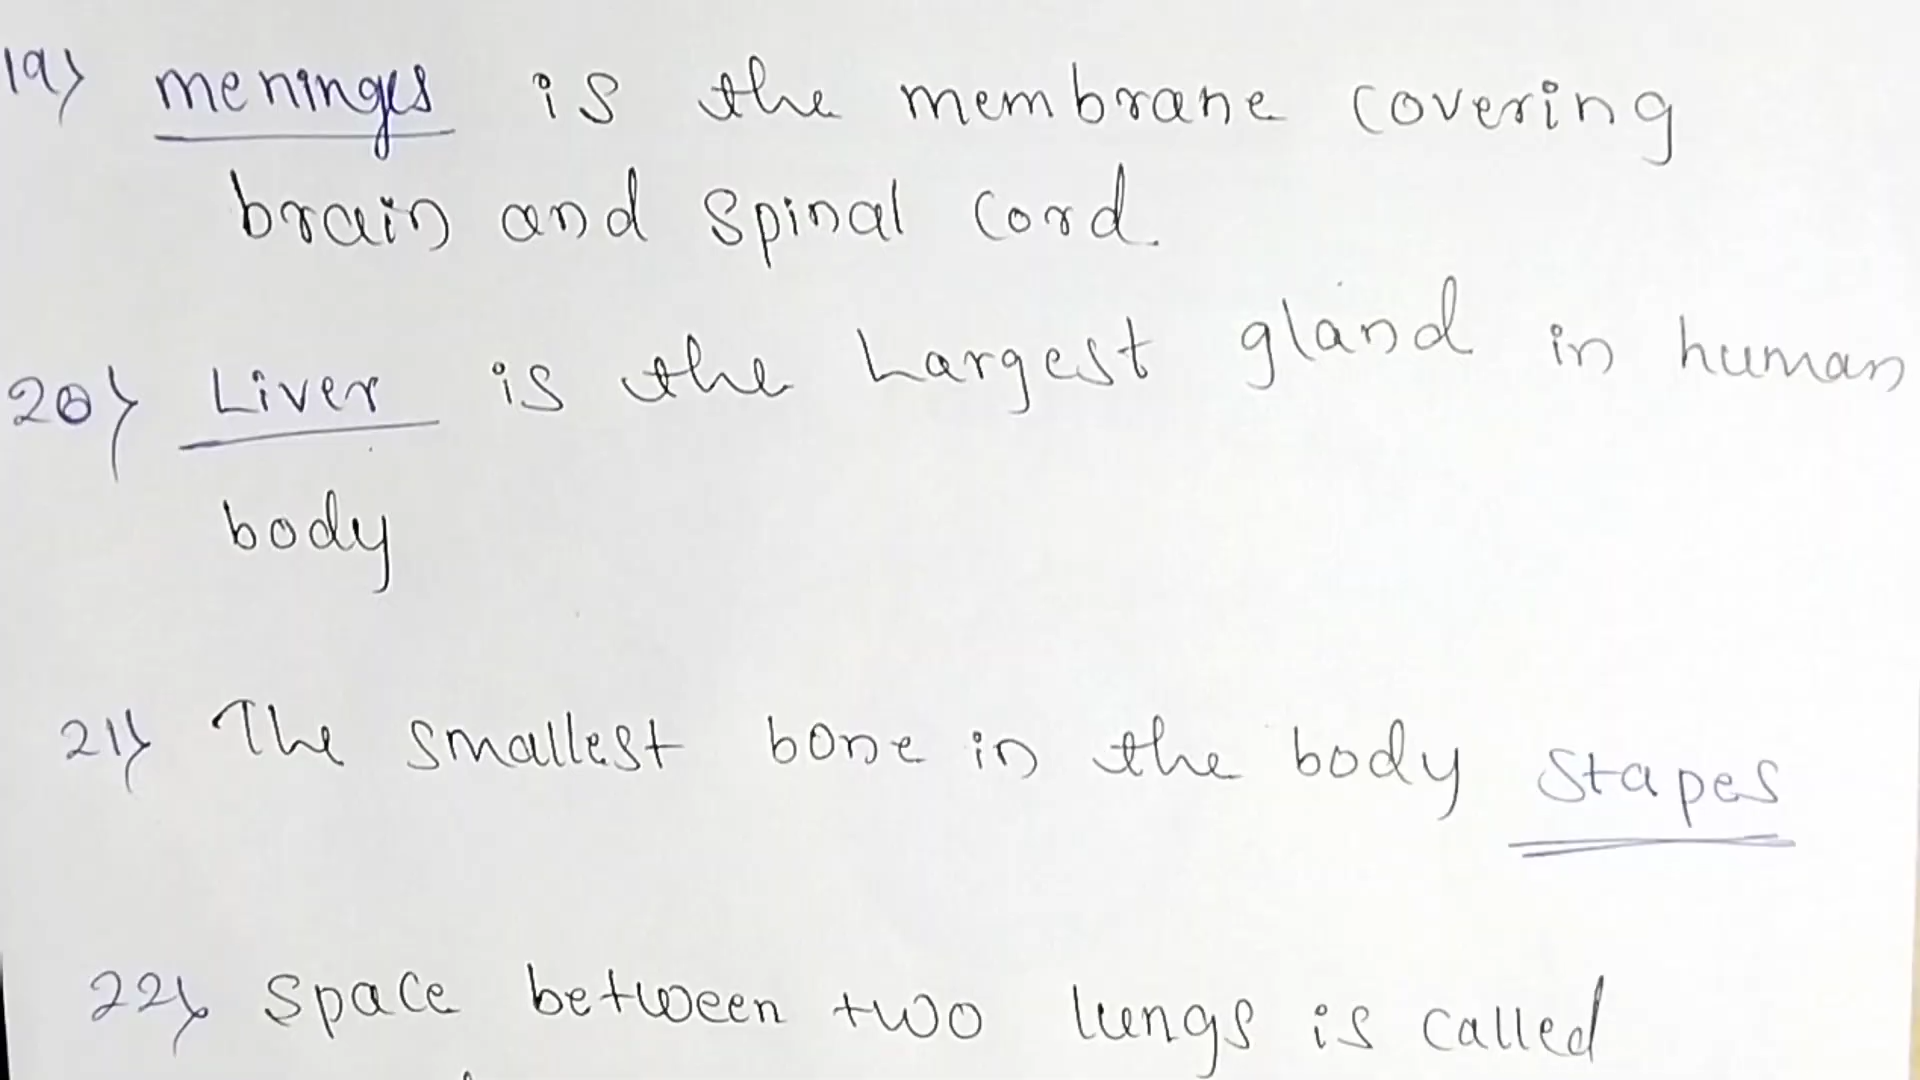 19) meninges is the membrane covering
brain and spinal cord.
20) Liver is the Largest gland in human
body
21) The smallest bone in the body stapes
22) space between two lungs is called